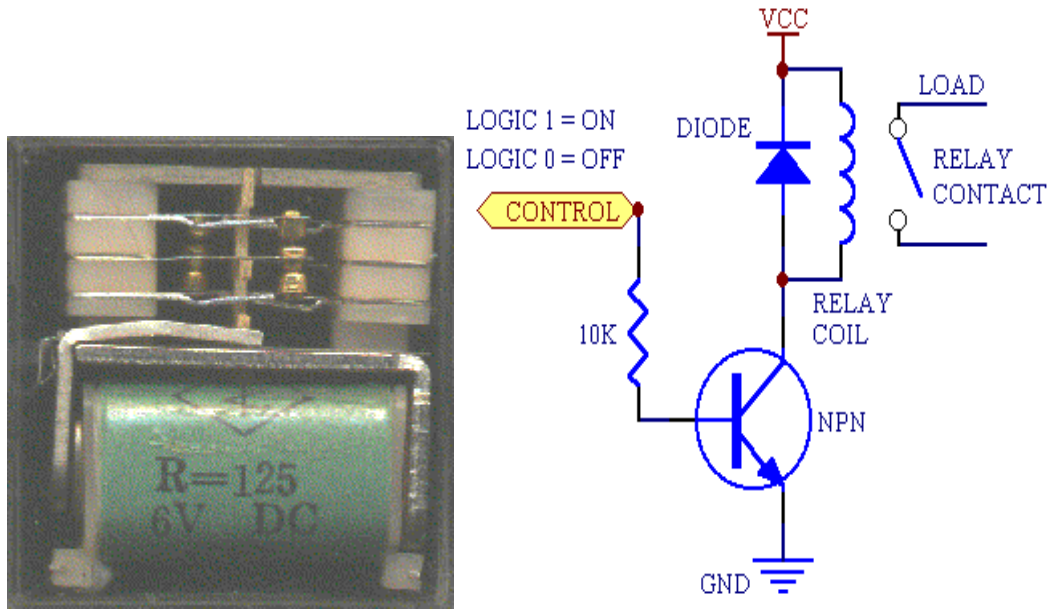 R=125
6V DC
VCC
LOGIC 1 = ON
LOGIC 0 = OFF
CONTROL
DIODE
LOAD
RELAY
CONTACT
10K
RELAY
COIL
NPN
GND